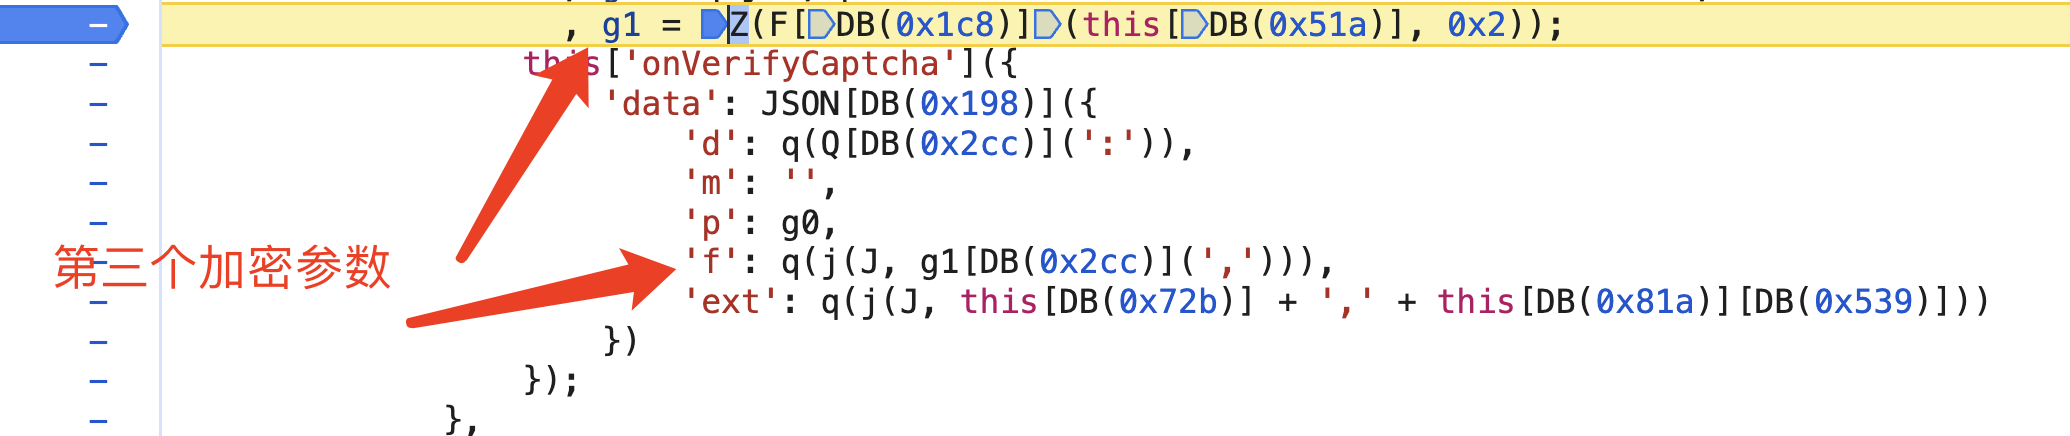 , g1 = Z(F[DB(0x1c8)](this[DB(0x51a)], 0x2));
this['onVerifyCaptcha']({
'data': JSON[DB(0x198)]({
'd': q(Q[DB(0x2cc)](':')),
'm': '',
'p': g0,
'f': q(j(J, g1[DB(0x2cc)](','))),
第三个加密参数
'ext': q(j(J, this[DB(0x72b)] + ',' + this[DB(0x81a)][DB(0x539)]))
})
});
},